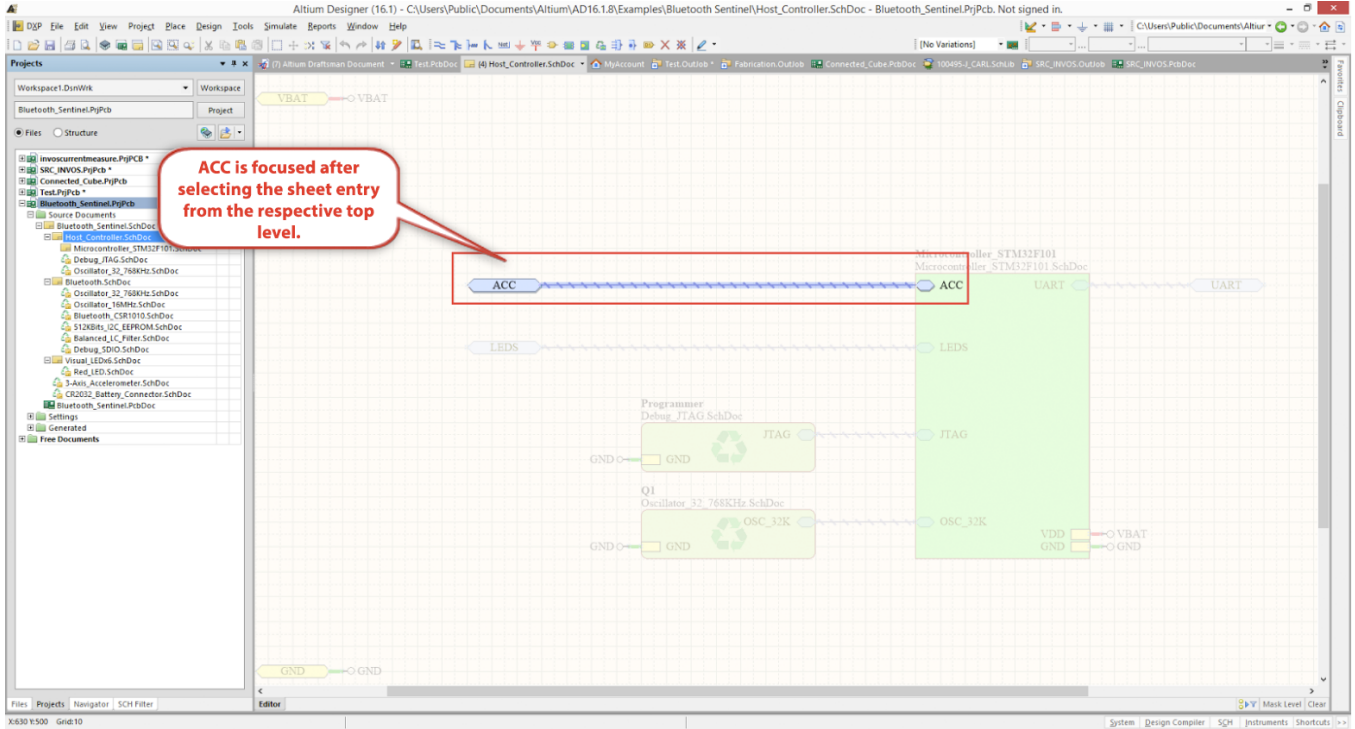 Altium Designer (16.1) - C:\Users\Public\Documents\Altium\AD16.1.8\Examples\Bluetooth Sentinel\Host_Controller.SchDoc - Bluetooth_Sentinel.PrjPcb. Not signed in.
DXP File Edit View Project Place Design Tools Simulate Reports Window Help
C:\Users\Public\Documents\Altiur
[No Variations]
Projects
(7) Altium Draftsman Document Test.PcbDoc (4) Host_Controller.SchDoc MyAccount Test.OutJob * Fabrication.OutJob Connected_Cube.PcbDoc 100495-J_CARL.SchLib SRC_INVOS.OutJob SRC_INVOS.PcbDoc
Favorites
Clipboard
Workspace1.DsnWrk Workspace
Bluetooth_Sentinel.PrjPcb Project
Files Structure
invoscurrentmeasure.PrjPCB *
SRC_INVOS.PrjPcb *
Connected_Cube.PrjPcb
Test.PrjPcb *
Bluetooth_Sentinel.PrjPcb
Source Documents
Bluetooth_Sentinel.SchDoc
Host_Controller.SchDoc
Microcontroller_STM32F101.SchDoc
Debug_JTAG.SchDoc
Oscillator_32_768KHz.SchDoc
Bluetooth.SchDoc
Oscillator_32_768KHz.SchDoc
Oscillator_16MHz.SchDoc
Bluetooth_CSR1010.SchDoc
512KBits_I2C_EEPROM.SchDoc
Balanced_LC_Filter.SchDoc
Debug_SDIO.SchDoc
Visual_LEDx6.SchDoc
Red_LED.SchDoc
3-Axis_Accelerometer.SchDoc
CR2032_Battery_Connector.SchDoc
Bluetooth_Sentinel.PcbDoc
Settings
Generated
Free Documents
VBAT VBAT
ACC is focused after
selecting the sheet entry
from the respective top
level.
Microcontroller_STM32F101
Microcontroller_STM32F101.SchDoc
ACC ACC UART UART
LEDS LEDS
Programmer
Debug_JTAG.SchDoc
JTAG JTAG
GND GND
Q1
Oscillator_32_768KHz.SchDoc
OSC_32K OSC_32K
VDD VBAT
GND GND GND GND
GND GND
Files Projects Navigator SCH Filter
Editor
Mask Level Clear
X:630 Y:500 Grid:10
System Design Compiler SCH Instruments Shortcuts >>